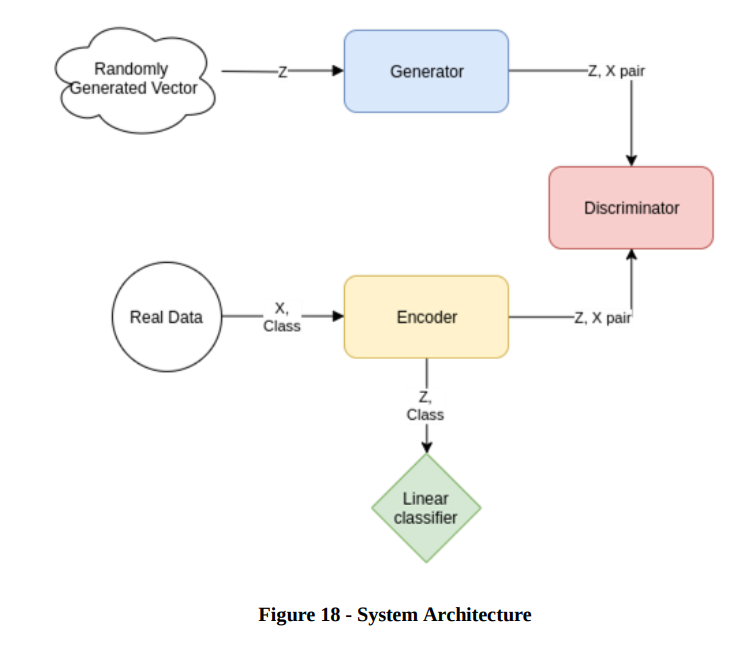 Randomly
Generated Vector
Z
Generator
Z, X pair
Discriminator
Real Data
X,
Class
Encoder
Z, X pair
Z,
Class
Linear
classifier
Figure 18 - System Architecture